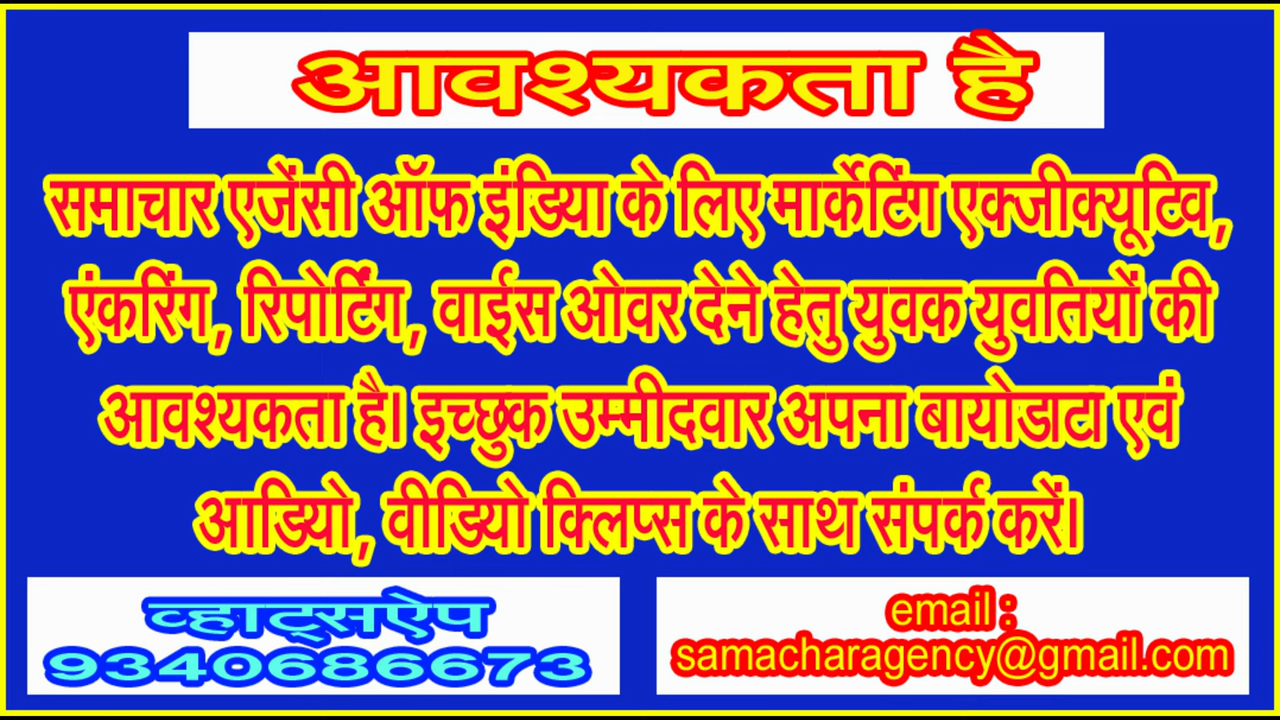 आवश्यकता है
समाचार एजेंसी ऑफ इंडिया के लिए मार्केटिंग एक्जीक्यूटिव,
एंकरिंग, रिपोर्टिंग, वाईस ओवर देने हेतु युवक युवतियों की
आवश्यकता है। इच्छुक उम्मीदवार अपना बायोडाटा एवं
आडियो, वीडियो क्लिप्स के साथ संपर्क करें।
व्हाट्सऐप
9340686673
email :
samacharagency@gmail.com